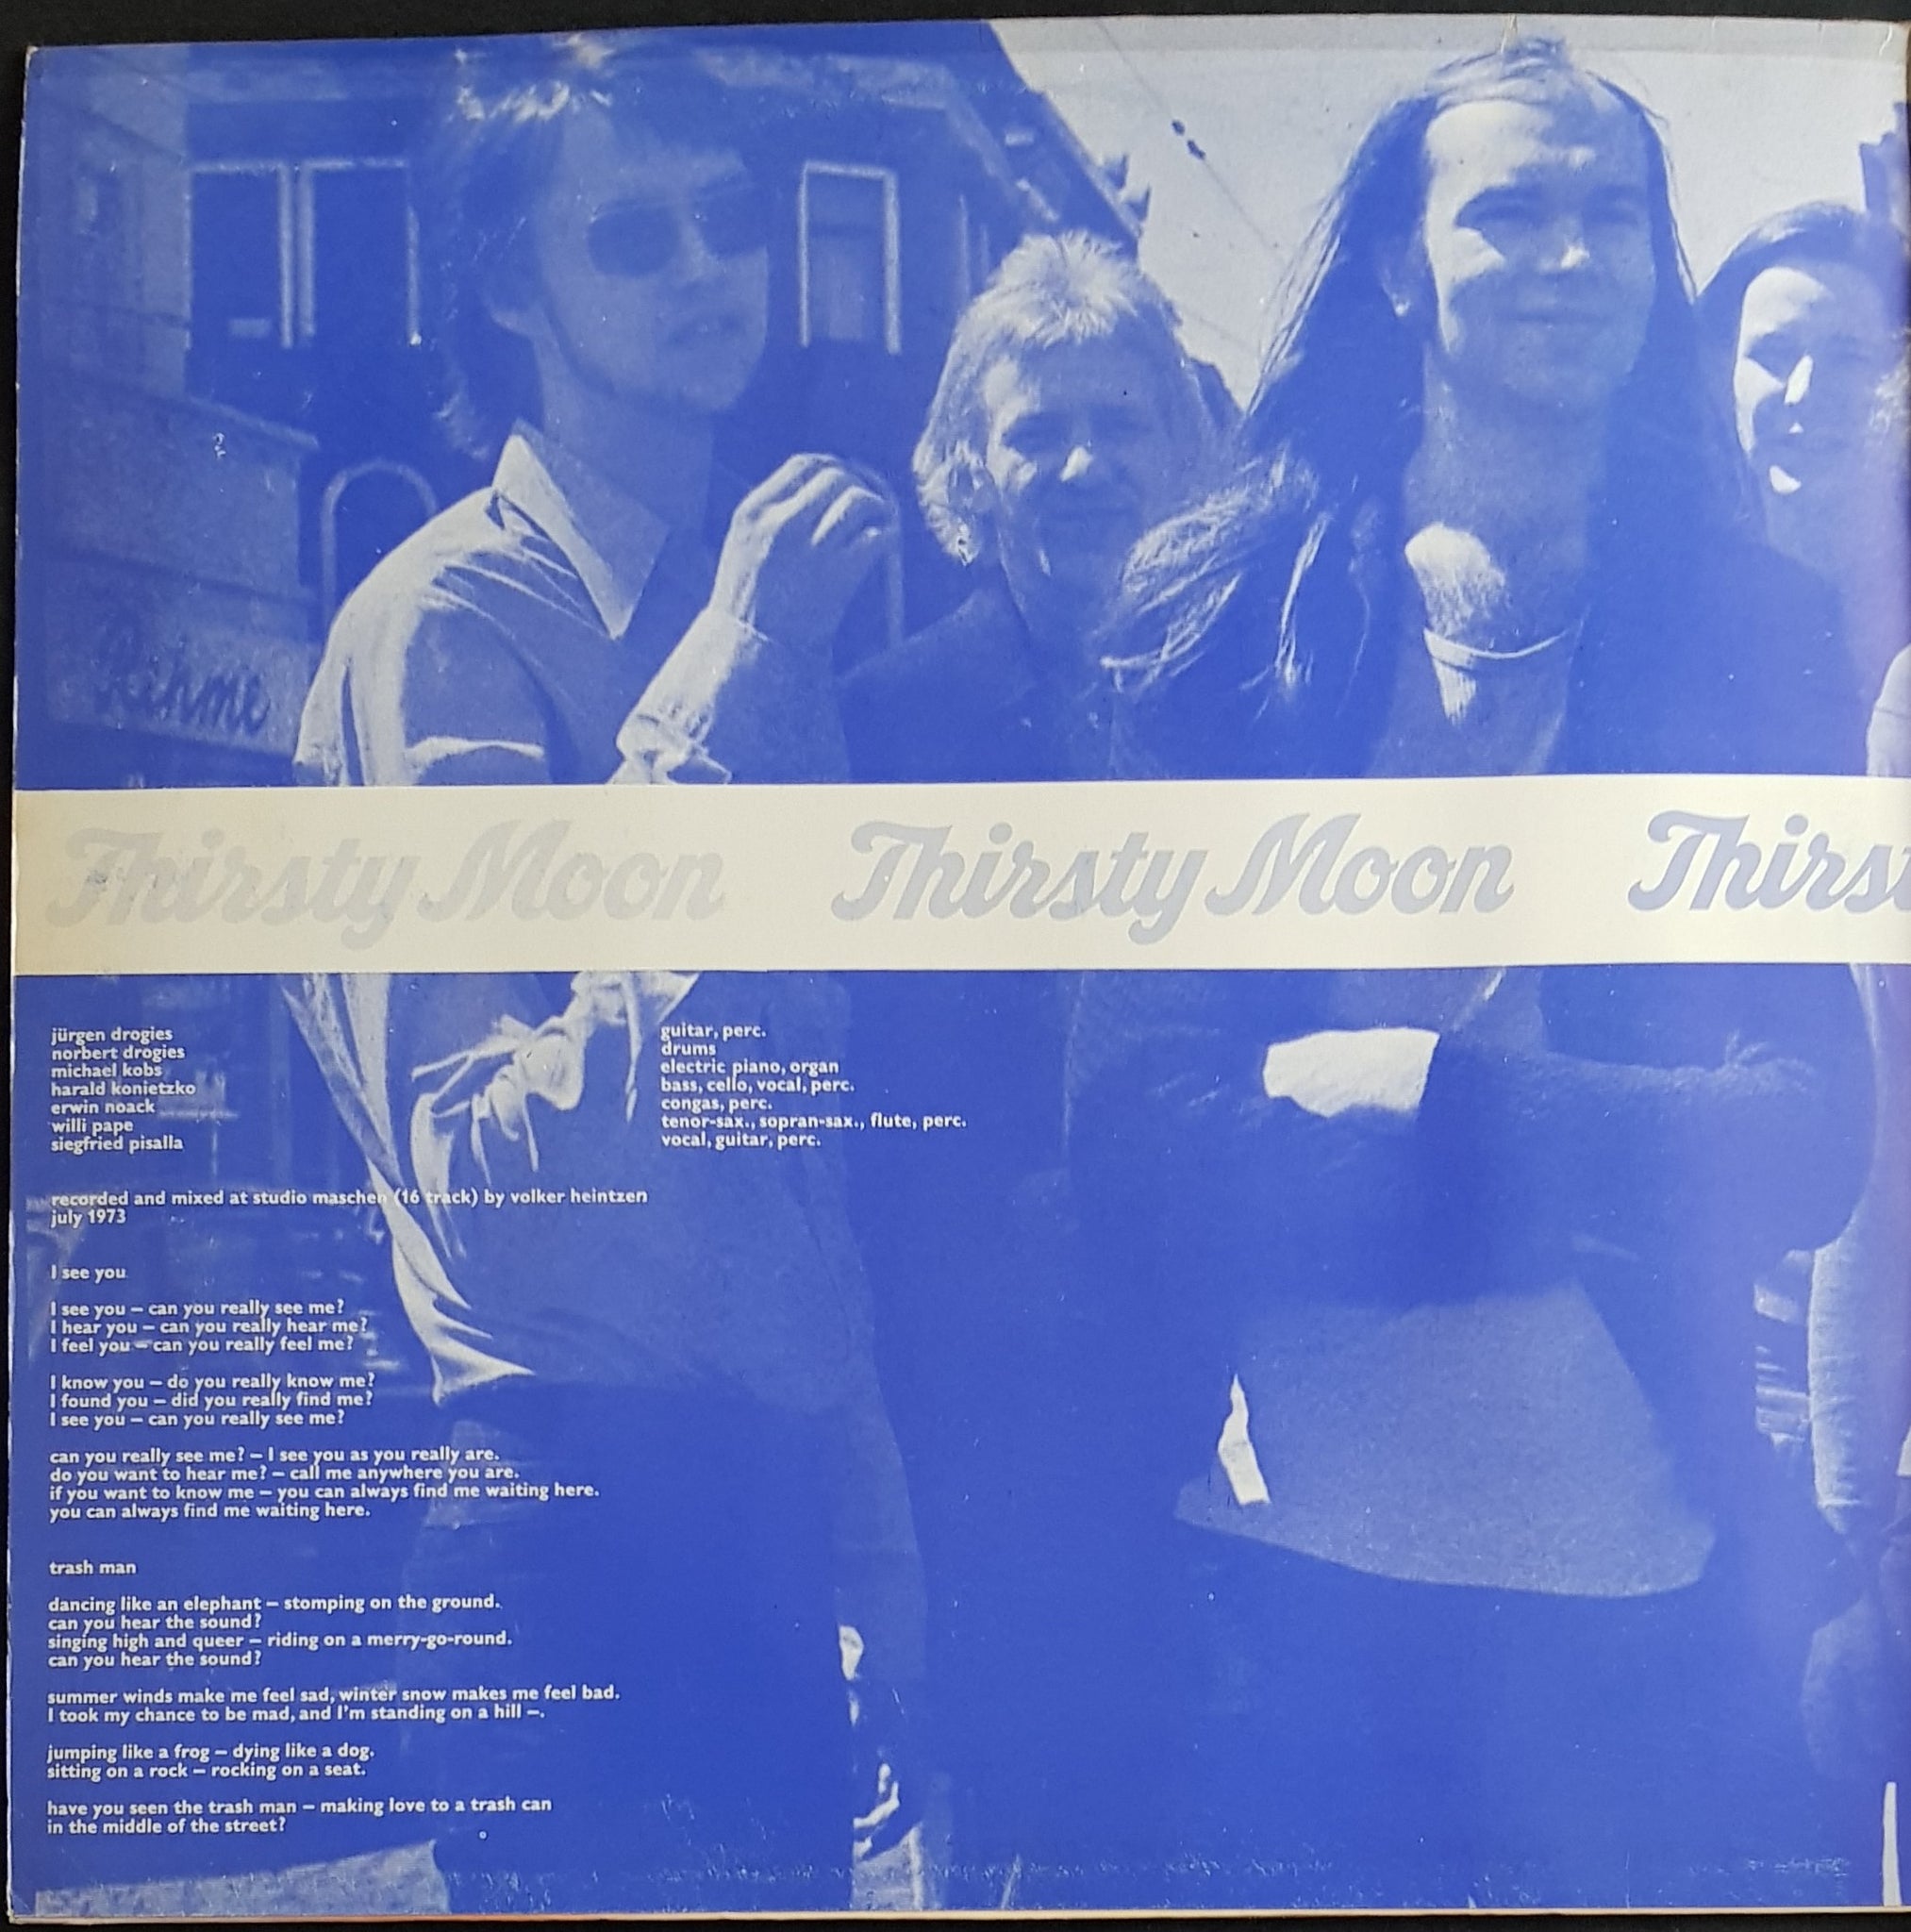 Rehme
Thirsty Moon Thirsty Moon Thirst
jürgen drogies guitar, perc.
norbert drogies drums
michael kobs electric piano, organ
harald konietzko bass, cello, vocal, perc.
erwin noack congas, perc.
willi pape tenor-sax., sopran-sax., flute, perc.
siegfried pisalla vocal, guitar, perc.
recorded and mixed at studio maschen (16 track) by volker heintzen
july 1973
I see you
I see you – can you really see me?
I hear you – can you really hear me?
I feel you – can you really feel me?
I know you – do you really know me?
I found you – did you really find me?
I see you – can you really see me?
can you really see me? – I see you as you really are.
do you want to hear me? – call me anywhere you are.
if you want to know me – you can always find me waiting here.
you can always find me waiting here.
trash man
dancing like an elephant – stomping on the ground.
can you hear the sound?
singing high and queer – riding on a merry-go-round.
can you hear the sound?
summer winds make me feel sad, winter snow makes me feel bad.
I took my chance to be mad, and I'm standing on a hill –.
jumping like a frog – dying like a dog.
sitting on a rock – rocking on a seat.
have you seen the trash man – making love to a trash can
in the middle of the street?